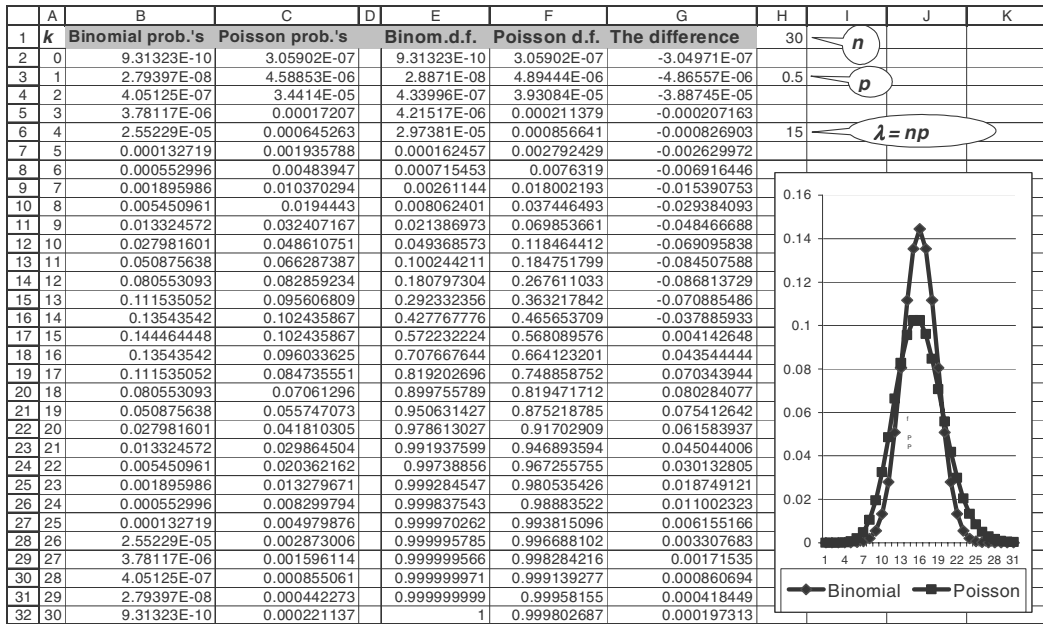 A B C D E F G H I J K
1 k Binomial prob.'s Poisson prob.'s Binom.d.f. Poisson d.f. The difference 30 n
2 0 9.31323E-10 3.05902E-07 9.31323E-10 3.05902E-07 -3.04971E-07
3 1 2.79397E-08 4.58853E-06 2.8871E-08 4.89444E-06 -4.86557E-06 0.5 p
4 2 4.05125E-07 3.4414E-05 4.33996E-07 3.93084E-05 -3.88745E-05
5 3 3.78117E-06 0.00017207 4.21517E-06 0.000211379 -0.000207163
6 4 2.55229E-05 0.000645263 2.97381E-05 0.000856641 -0.000826903 15 λ = np
7 5 0.000132719 0.001935788 0.000162457 0.002792429 -0.002629972
8 6 0.000552996 0.00483947 0.000715453 0.0076319 -0.006916446
9 7 0.001895986 0.010370294 0.00261144 0.018002193 -0.015390753
10 8 0.005450961 0.0194443 0.008062401 0.037446493 -0.029384093
11 9 0.013324572 0.032407167 0.021386973 0.069853661 -0.048466688
12 10 0.027981601 0.048610751 0.049368573 0.118464412 -0.069095838
13 11 0.050875638 0.066287387 0.100244211 0.184751799 -0.084507588
14 12 0.080553093 0.082859234 0.180797304 0.267611033 -0.086813729
15 13 0.111535052 0.095606809 0.292332356 0.363217842 -0.070885486
16 14 0.13543542 0.102435867 0.427767776 0.465653709 -0.037885933
17 15 0.144464448 0.102435867 0.572232224 0.568089576 0.004142648
18 16 0.13543542 0.096033625 0.707667644 0.664123201 0.043544444
19 17 0.111535052 0.084735551 0.819202696 0.748858752 0.070343944
20 18 0.080553093 0.07061296 0.899755789 0.819471712 0.080284077
21 19 0.050875638 0.055747073 0.950631427 0.875218785 0.075412642
22 20 0.027981601 0.041810305 0.978613027 0.91702909 0.061583937
23 21 0.013324572 0.029864504 0.991937599 0.946893594 0.045044006
24 22 0.005450961 0.020362162 0.99738856 0.967255755 0.030132805
25 23 0.001895986 0.013279671 0.999284547 0.980535426 0.018749121
26 24 0.000552996 0.008299794 0.999837543 0.98883522 0.011002323
27 25 0.000132719 0.004979876 0.999970262 0.993815096 0.006155166
28 26 2.55229E-05 0.002873006 0.999995785 0.996688102 0.003307683
29 27 3.78117E-06 0.001596114 0.999999566 0.998284216 0.00171535
30 28 4.05125E-07 0.000855061 0.999999971 0.999139277 0.000860694
31 29 2.79397E-08 0.000442273 0.999999999 0.99958155 0.000418449
32 30 9.31323E-10 0.000221137 1 0.999802687 0.000197313
0.16
0.14
0.12
0.1
0.08
0.06
0.04
0.02
0
f
P
P
1 4 7 10 13 16 19 22 25 28 31
Binomial Poisson